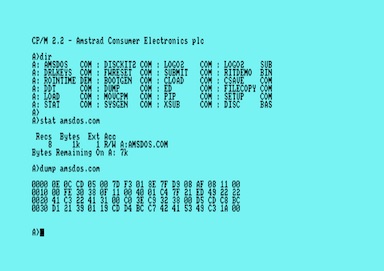 CP/M 2.2 - Amstrad Consumer Electronics plc
A>dir
A: AMSDOS   COM : DISCKIT2 COM : LOGO2    COM : LOGO2    SUB
A: DRLKEYS  COM : FWRESET  COM : SUBMIT   COM : RITDEMO  BIN
A: ROINTIME DEM : BOOTGEN  COM : CLOAD    COM : CSAVE    COM
A: DDT      COM : DUMP     COM : ED       COM : FILECOPY COM
A: LOAD     COM : MOVCPM   COM : PIP      COM : SETUP    COM
A: STAT     COM : SYSGEN   COM : XSUB     COM : DISC     BAS
A>
A>stat amsdos.com
Recs  Bytes  Ext Acc
8     1k    1 R/W A:AMSDOS.COM
Bytes Remaining On A: 7k
A>dump amsdos.com
0000 0E 0C CD 05 00 7D F3 01 8E 7F D9 08 AF 08 11 00
0010 00 FE 30 38 0F 11 00 40 01 C4 7F 21 ED 49 22 22
0020 41 C3 22 41 31 00 C0 3E C9 32 38 00 D5 CD C8 BC
0030 D1 21 39 01 19 CD D4 BC C7 42 41 53 49 C3 1A 00
A>